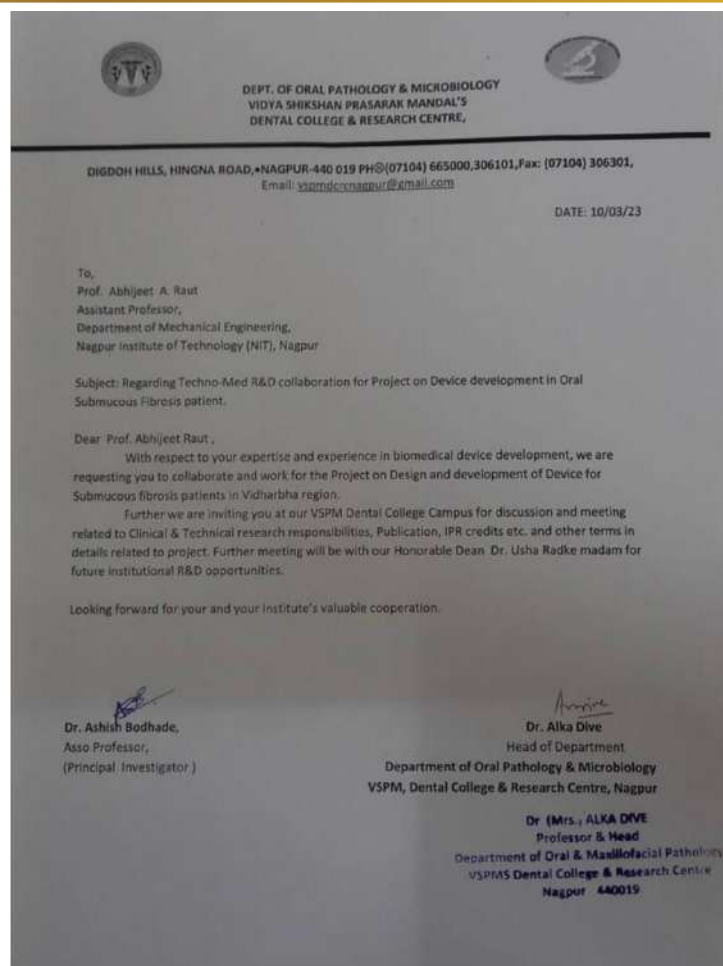 DEPT. OF ORAL PATHOLOGY & MICROBIOLOGY
VIDYA SHIKSHAN PRASARAK MANDAL'S
DENTAL COLLEGE & RESEARCH CENTRE,
DIGDOH HILLS, HINGNA ROAD,•NAGPUR-440 019 PH☏(07104) 665000,306101,Fax: (07104) 306301,
Email: vspmdcrcnagpur@gmail.com
DATE: 10/03/23
To,
Prof. Abhijeet A. Raut
Assistant Professor,
Department of Mechanical Engineering,
Nagpur Institute of Technology (NIT), Nagpur
Subject: Regarding Techno-Med R&D collaboration for Project on Device development in Oral
Submucous Fibrosis patient.
Dear Prof. Abhijeet Raut ,
With respect to your expertise and experience in biomedical device development, we are
requesting you to collaborate and work for the Project on Design and development of Device for
Submucous fibrosis patients in Vidharbha region.
Further we are inviting you at our VSPM Dental College Campus for discussion and meeting
related to Clinical & Technical research responsibilities, Publication, IPR credits etc. and other terms in
details related to project. Further meeting will be with our Honorable Dean Dr. Usha Radke madam for
future institutional R&D opportunities.
Looking forward for your and your Institute's valuable cooperation.
Dr. Ashish Bodhade,
Asso Professor,
(Principal Investigator )
Dr. Alka Dive
Head of Department
Department of Oral Pathology & Microbiology
VSPM, Dental College & Research Centre, Nagpur
Dr (Mrs., ALKA DIVE
Professor & Head
Department of Oral & Maxillofacial Pathology
VSPMS Dental College & Research Centre
Nagpur 440019